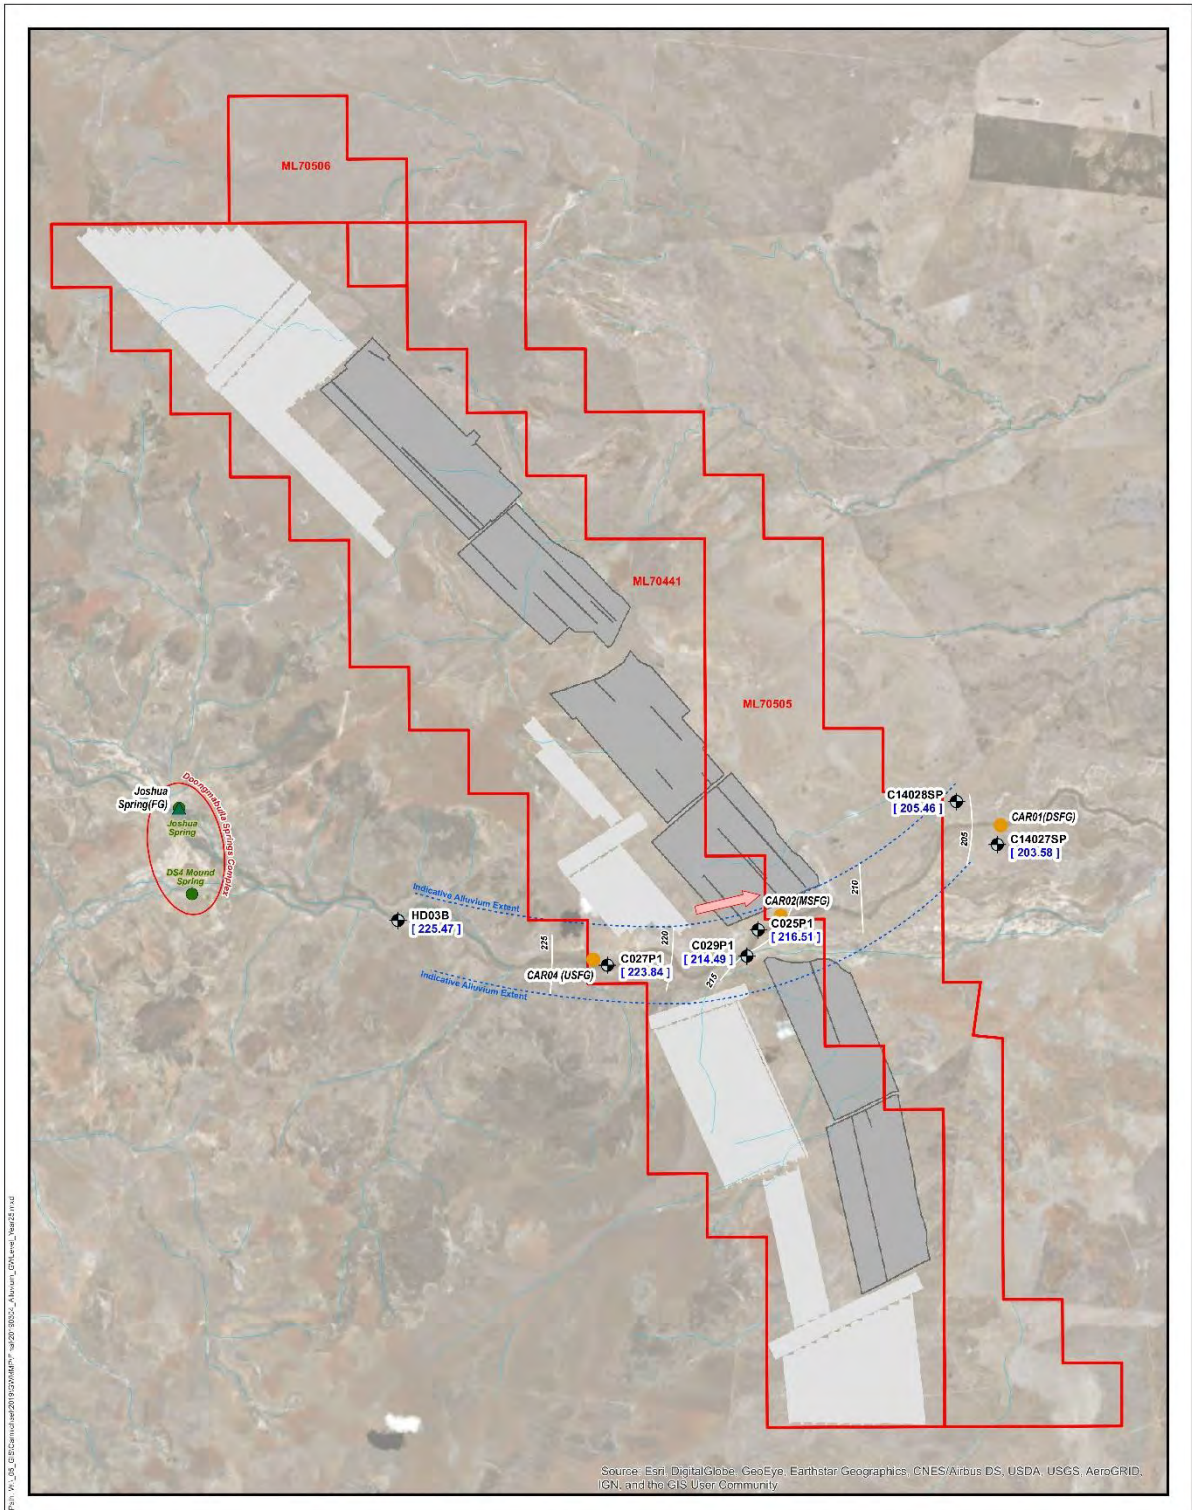 ML70506
ML70441
ML70505
Joshua
Spring(FG)
Joshua
Spring
DS4 Mound
Spring
Doongmabulla Springs Complex
C14028SP
[ 205.46 ]
CAR01(DSFG)
C14027SP
[ 203.58 ]
205
210
CAR02(MSFG)
C025P1
[ 216.51 ]
C029P1
[ 214.49 ]
215
220
225
Indicative Alluvium Extent
HD03B
[ 225.47 ]
C027P1
[ 223.84 ]
CAR04 (USFG)
Indicative Alluvium Extent
Source: Esri, DigitalGlobe, GeoEye, Earthstar Geographics, CNES/Airbus DS, USDA, USGS, AeroGRID,
IGN, and the GIS User Community